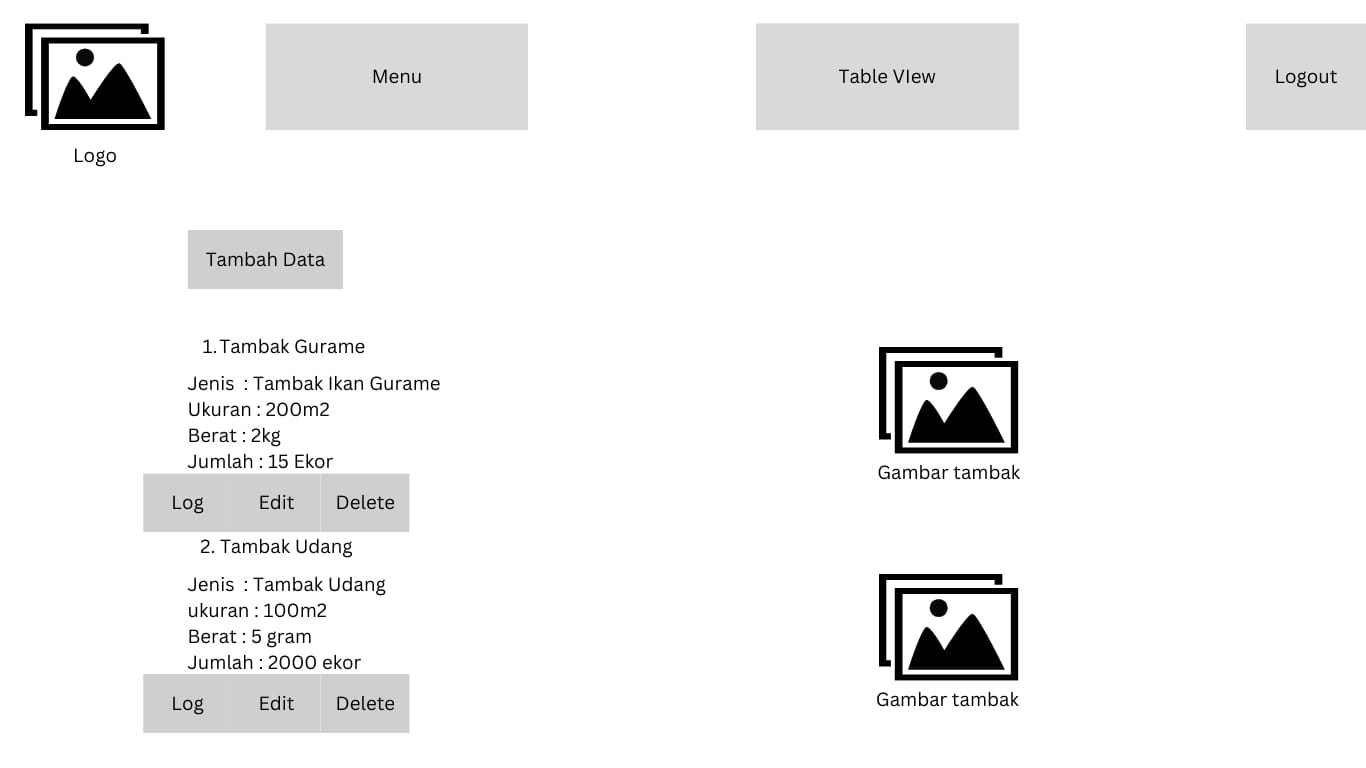 Menu
Table VIew
Logout
Logo
Tambah Data
1. Tambak Gurame
Jenis : Tambak Ikan Gurame
Ukuran : 200m2
Berat : 2kg
Jumlah : 15 Ekor
Gambar tambak
Log Edit Delete
2. Tambak Udang
Jenis : Tambak Udang
ukuran : 100m2
Berat : 5 gram
Jumlah : 2000 ekor
Gambar tambak
Log Edit Delete